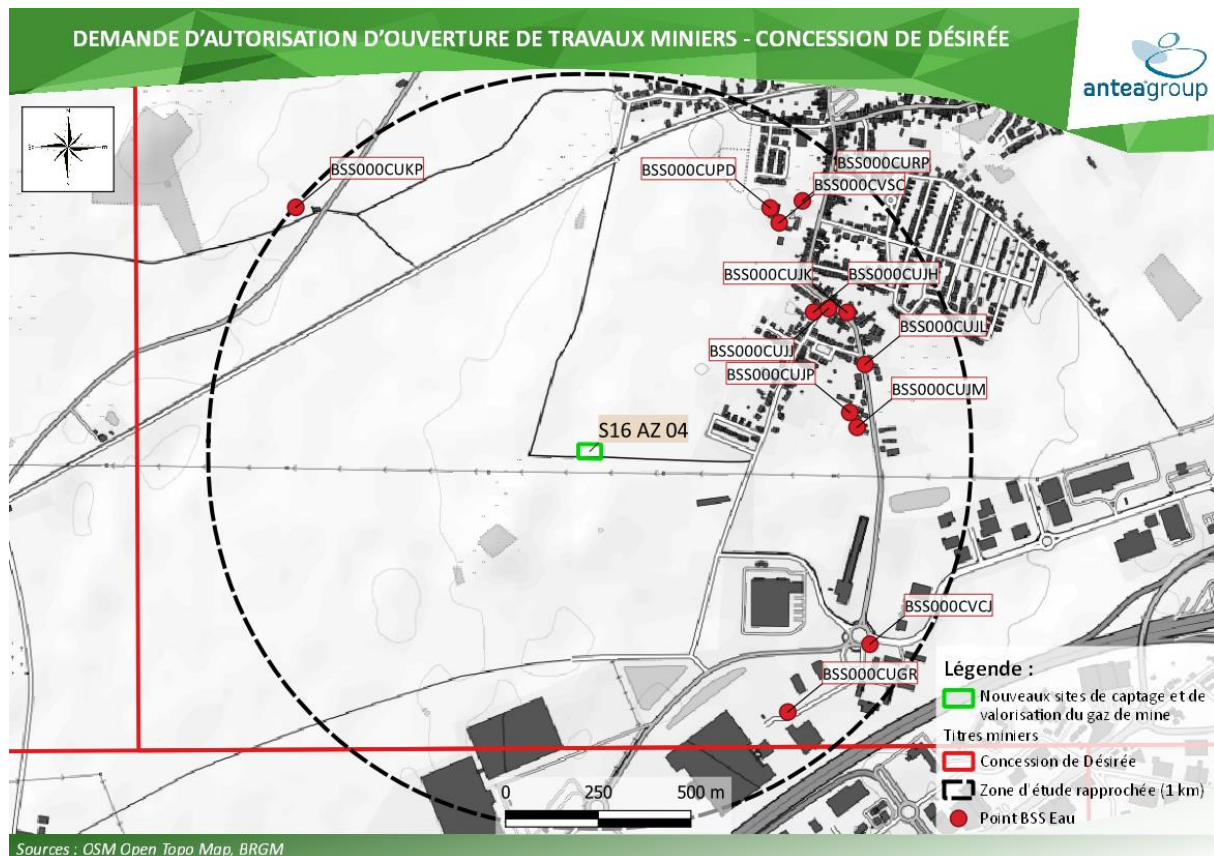 DEMANDE D'AUTORISATION D'OUVERTURE DE TRAVAUX MINIERS - CONCESSION DE DÉSIRÉE
anteagroup
BSS000CUKP
BSS000CUPD
BSS000CURP
BSS000CVSC
BSS000CUJK
BSS000CUJH
BSS000CUJL
BSS000CUJJ
BSS000CUJP
BSS000CUJM
S16 AZ 04
BSS000CVCJ
BSS000CUGR
Légende :
Nouveaux sites de captage et de
valorisation du gaz de mine
Titres miniers
Concession de Désirée
Zone d'étude rapprochée (1 km)
Point BSS Eau
0 250 500 m
Sources : OSM Open Topo Map, BRGM